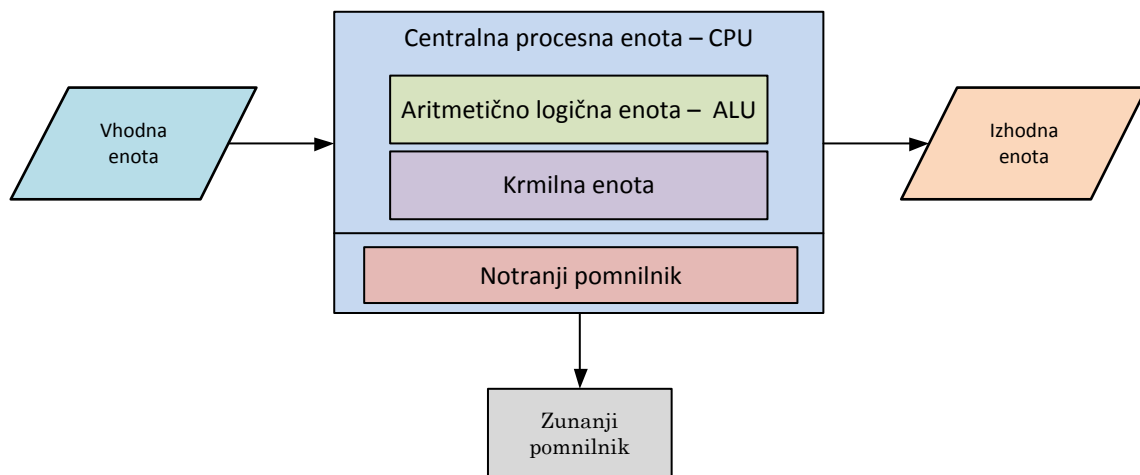 Centralna procesna enota – CPU
Aritmetično logična enota – ALU
Vhodna
enota
Izhodna
enota
Krmilna enota
Notranji pomnilnik
Zunanji
pomnilnik